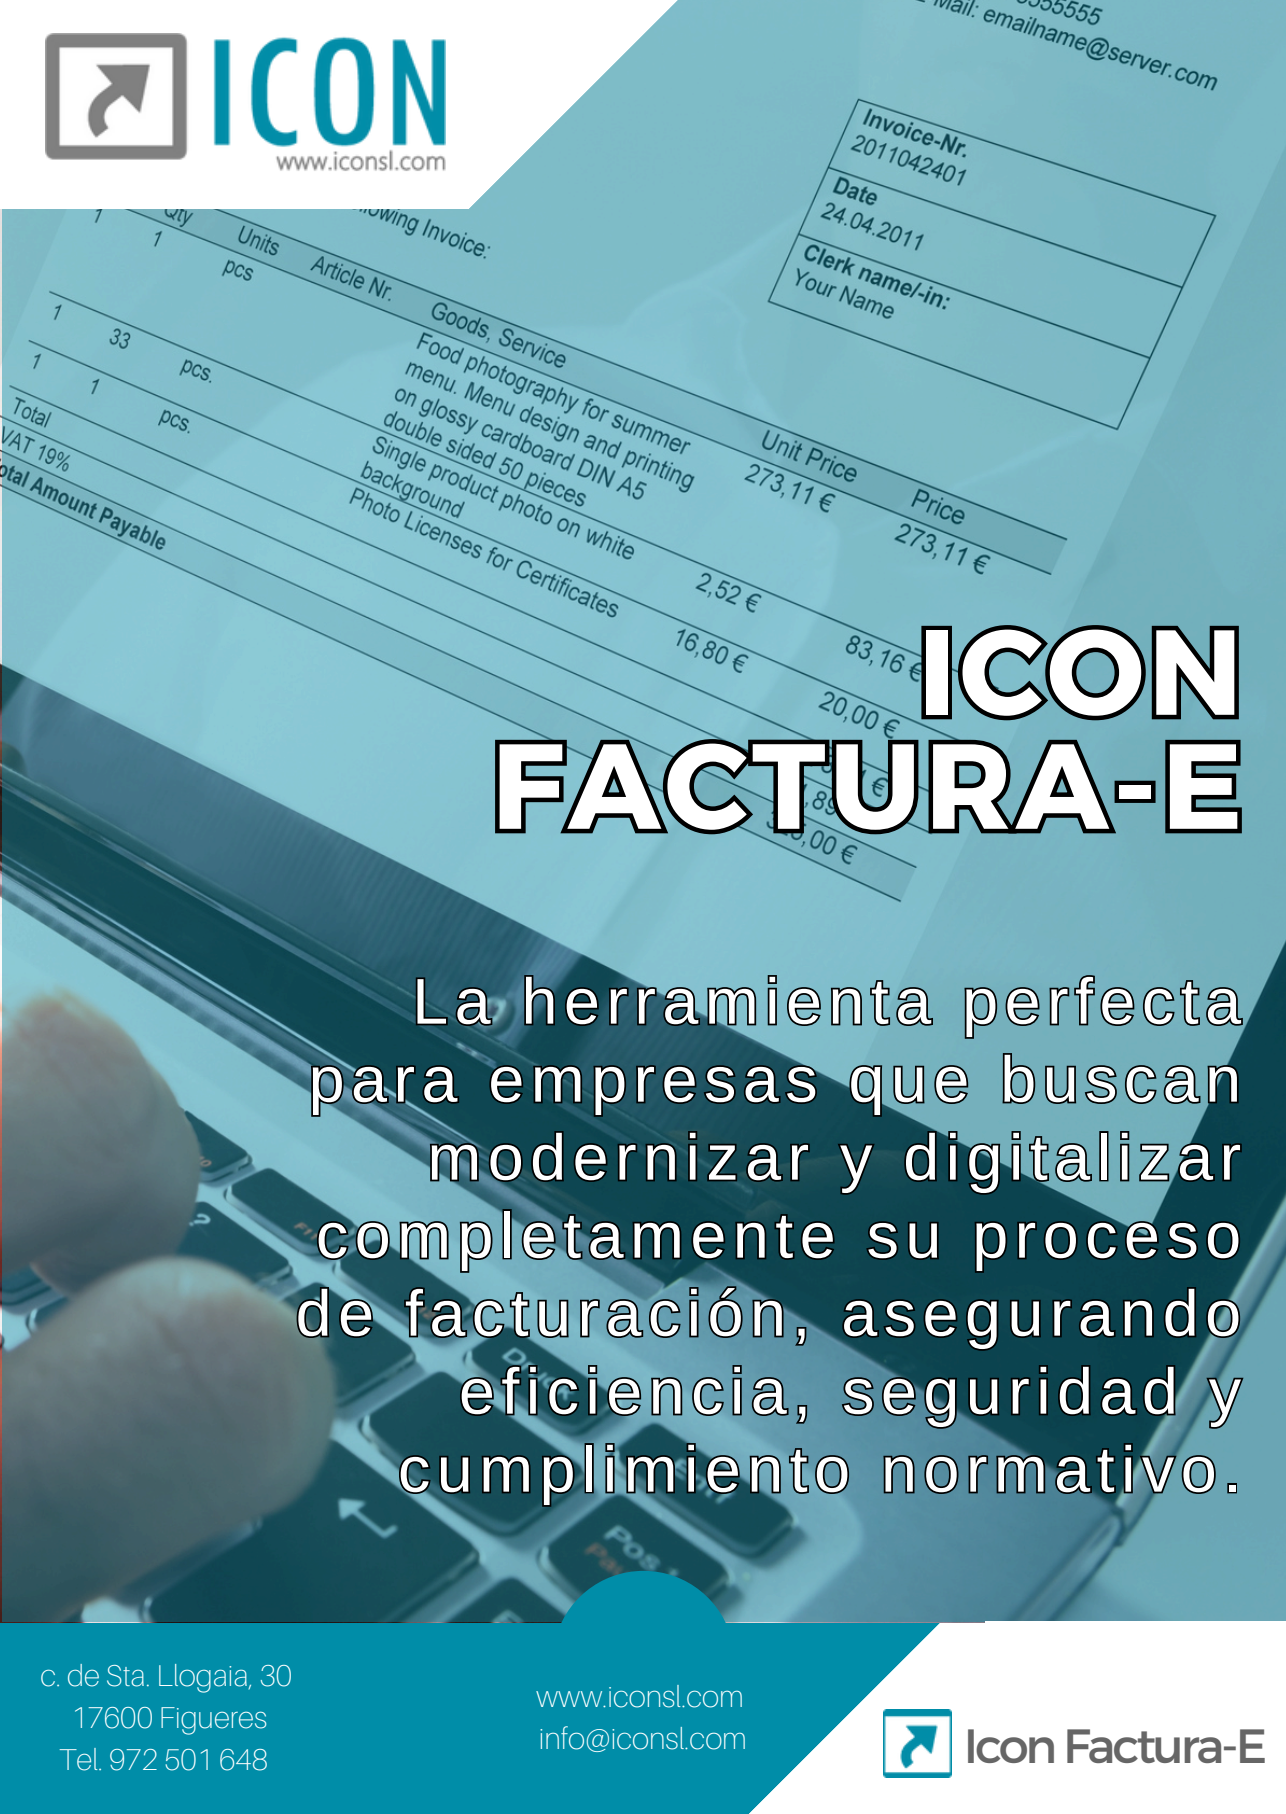 ICON
www.iconsl.com
5555
Mail: emailname@server.com
Invoice-Nr.
2011042401
Date
24.04.2011
Clerk name/-in:
Your Name
Invoice:
Qty Units Article Nr. Goods, Service Unit Price Price
1 1 pcs Food photography for summer 273,11 € 273,11 €
menu. Menu design and printing
on glossy cardboard DIN A5
double sided 50 pieces
1 33 pcs. Single product photo on white 2,52 € 83,16 €
background
1 1 pcs. Photo Licenses for Certificates 16,80 € 20,00 €
Total
VAT 19%
Amount Payable
,00 €
ICON
FACTURA-E
La herramienta perfecta
para empresas que buscan
modernizar y digitalizar
completamente su proceso
de facturación, asegurando
eficiencia, seguridad y
cumplimiento normativo.
c. de Sta. Llogaia, 30
17600 Figueres
Tel. 972 501 648
www.iconsl.com
info@iconsl.com
Icon Factura-E